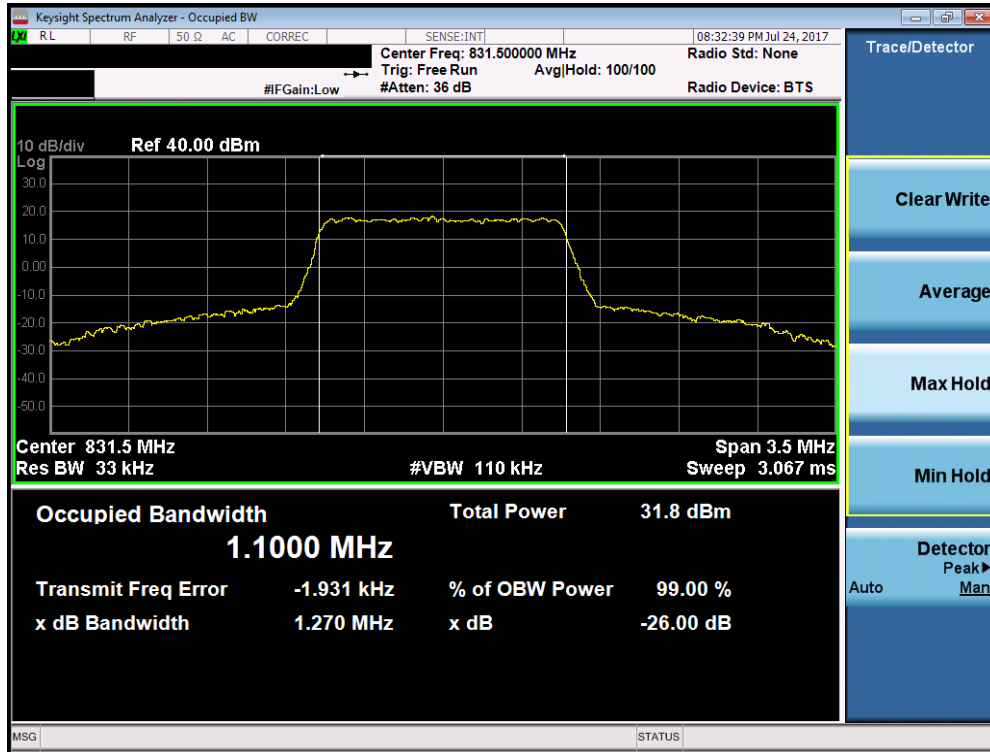 Keysight Spectrum Analyzer - Occupied BW
LXI RL RF 50 Ω AC CORREC SENSE:INT 08:32:39 PM Jul 24, 2017
Center Freq: 831.500000 MHz Radio Std: None
Trig: Free Run Avg|Hold: 100/100
#IFGain:Low #Atten: 36 dB Radio Device: BTS
10 dB/div Ref 40.00 dBm
Log
30.0
20.0
10.0
0.00
-10.0
-20.0
-30.0
-40.0
-50.0
Center 831.5 MHz Span 3.5 MHz
Res BW 33 kHz #VBW 110 kHz Sweep 3.067 ms
Occupied Bandwidth Total Power 31.8 dBm
1.1000 MHz
Transmit Freq Error -1.931 kHz % of OBW Power 99.00 %
x dB Bandwidth 1.270 MHz x dB -26.00 dB
MSG STATUS
Trace/Detector
Clear Write
Average
Max Hold
Min Hold
Detector
Peak▶
Auto Man